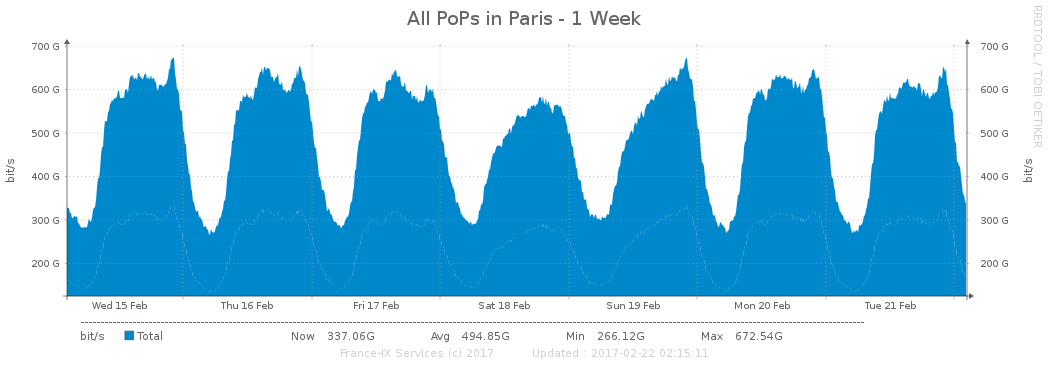 All PoPs in Paris - 1 Week
RRDTOOL / TOBI OETIKER
700 G 700 G
600 G 600 G
500 G 500 G
400 G 400 G
300 G 300 G
200 G 200 G
bit/s bit/s
Wed 15 Feb Thu 16 Feb Fri 17 Feb Sat 18 Feb Sun 19 Feb Mon 20 Feb Tue 21 Feb
bit/s Total Now 337.06G Avg 494.85G Min 266.12G Max 672.54G
France-IX Services (c) 2017 Updated : 2017-02-22 02:15:11